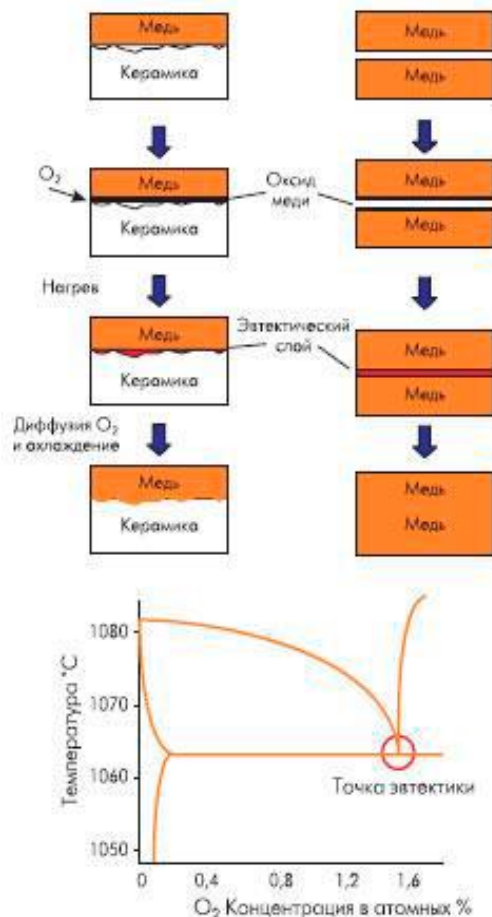 Медь
Керамика
Медь
Медь
O2
Медь
Керамика
Оксид
меди
Медь
Медь
Нагрев
Медь
Керамика
Эвтектический
слой
Медь
Медь
Диффузия O2
и охлаждение
Медь
Керамика
Медь
Медь
Температура °C
1080
1070
1060
1050
Точка эвтектики
0
0,4
0,8
1,2
1,6
O2 Концентрация в атомных %